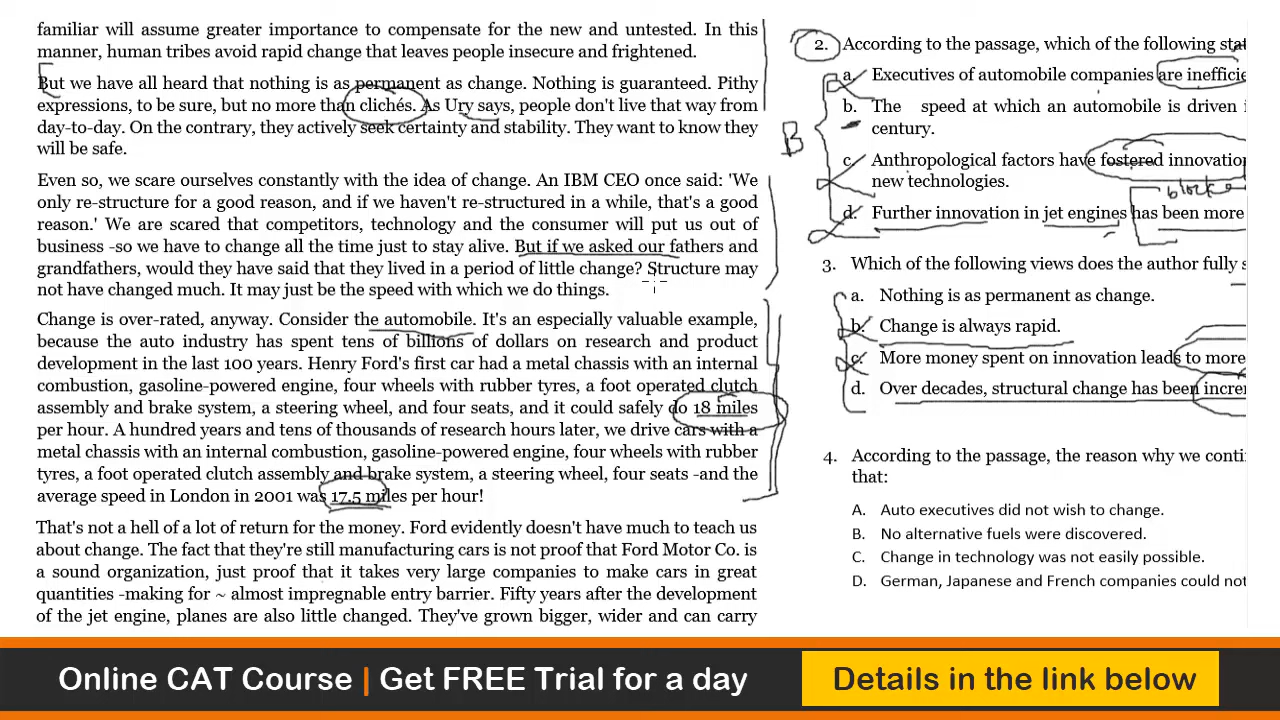 familiar will assume greater importance to compensate for the new and untested. In this
manner, human tribes avoid rapid change that leaves people insecure and frightened.
But we have all heard that nothing is as permanent as change. Nothing is guaranteed. Pithy
expressions, to be sure, but no more than clichés. As Ury says, people don't live that way from
day-to-day. On the contrary, they actively seek certainty and stability. They want to know they
will be safe.
Even so, we scare ourselves constantly with the idea of change. An IBM CEO once said: 'We
only re-structure for a good reason, and if we haven't re-structured in a while, that's a good
reason.' We are scared that competitors, technology and the consumer will put us out of
business -so we have to change all the time just to stay alive. But if we asked our fathers and
grandfathers, would they have said that they lived in a period of little change? Structure may
not have changed much. It may just be the speed with which we do things.
Change is over-rated, anyway. Consider the automobile. It's an especially valuable example,
because the auto industry has spent tens of billions of dollars on research and product
development in the last 100 years. Henry Ford's first car had a metal chassis with an internal
combustion, gasoline-powered engine, four wheels with rubber tyres, a foot operated clutch
assembly and brake system, a steering wheel, and four seats, and it could safely do 18 miles
per hour. A hundred years and tens of thousands of research hours later, we drive cars with a
metal chassis with an internal combustion, gasoline-powered engine, four wheels with rubber
tyres, a foot operated clutch assembly and brake system, a steering wheel, four seats -and the
average speed in London in 2001 was 17.5 miles per hour!
That's not a hell of a lot of return for the money. Ford evidently doesn't have much to teach us
about change. The fact that they're still manufacturing cars is not proof that Ford Motor Co. is
a sound organization, just proof that it takes very large companies to make cars in great
quantities -making for ~ almost impregnable entry barrier. Fifty years after the development
of the jet engine, planes are also little changed. They've grown bigger, wider and can carry
B
2. According to the passage, which of the following
a. Executives of automobile companies are
b. The speed at which an automobile is driven
century.
c. Anthropological factors have fostered
new technologies.
d. Further innovation in jet engines has been more
3. Which of the following views does the author fully
a. Nothing is as permanent as change.
b. Change is always rapid.
c. More money spent on innovation leads to more
d. Over decades, structural change has been
4. According to the passage, the reason why we
that:
A. Auto executives did not wish to change.
B. No alternative fuels were discovered.
C. Change in technology was not easily possible.
D. German, Japanese and French companies could not
Online CAT Course | Get FREE Trial for a day
Details in the link below